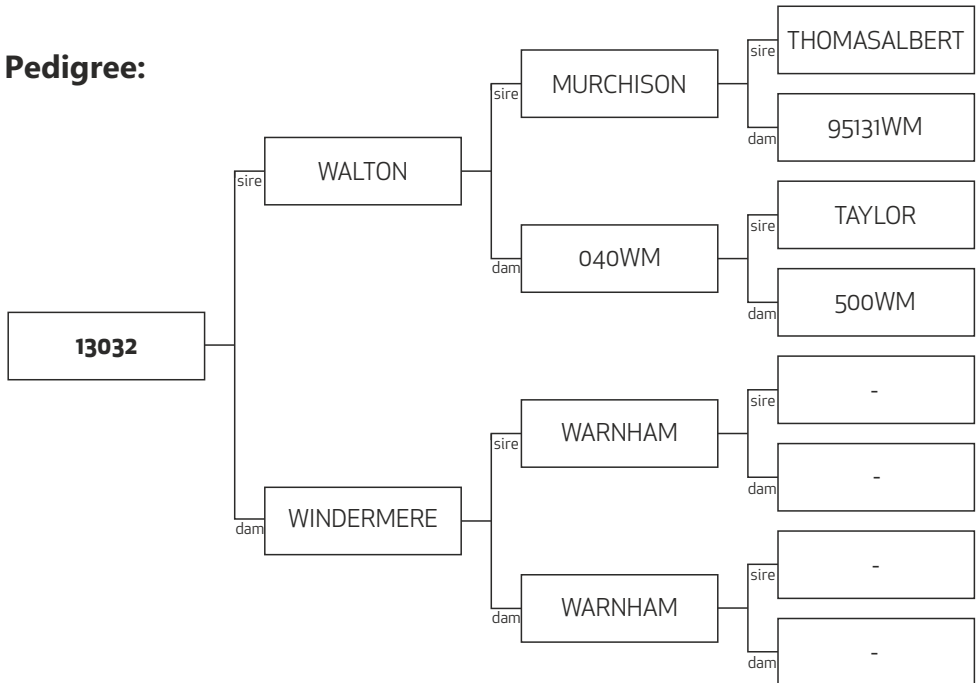 Pedigree:
13032
sire
WALTON
dam
WINDERMERE
sire
MURCHISON
dam
040WM
sire
WARNHAM
dam
WARNHAM
sire
THOMASALBERT
dam
95131WM
sire
TAYLOR
dam
500WM
sire
-
dam
-
sire
-
dam
-